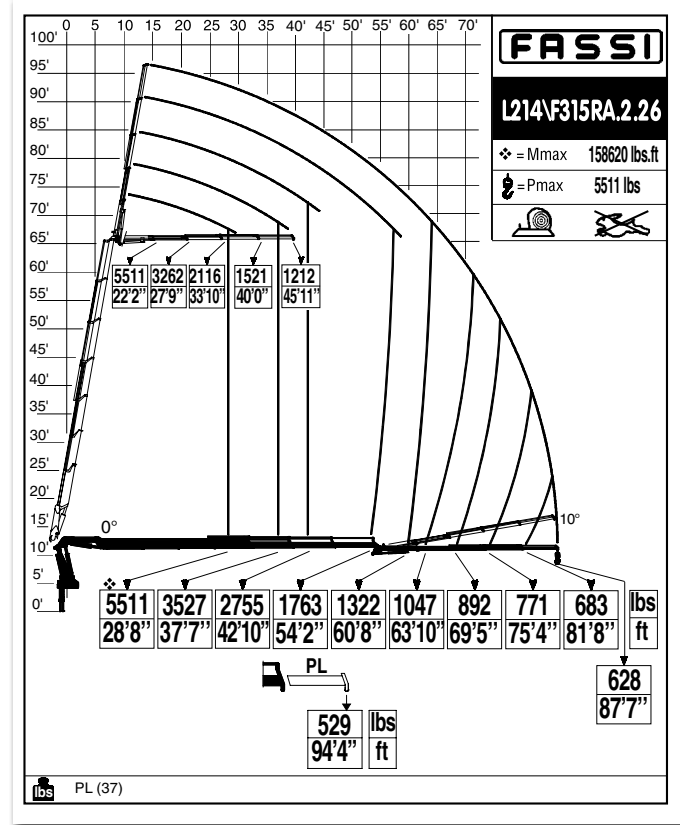 0 5 10 15 20 25 30 35 40 45 50 55 60 65 70'
100'
95'
90'
85'
80'
75'
70'
65'
60'
55'
50'
45'
40'
35'
30'
25'
20'
15'
10'
5'
0'
FASSI
L214\F315RA.2.26
❖ = Mmax 158620 lbs.ft
= Pmax 5511 lbs
5511 3262 2116 1521 1212
22'2'' 27'9'' 33'10'' 40'0'' 45'11''
0°
10°
❖
5511 3527 2755 1763 1322 1047 892 771 683 lbs
28'8'' 37'7'' 42'10'' 54'2'' 60'8'' 63'10'' 69'5'' 75'4'' 81'8'' ft
628
87'7''
PL
529 lbs
94'4'' ft
lbs PL (37)